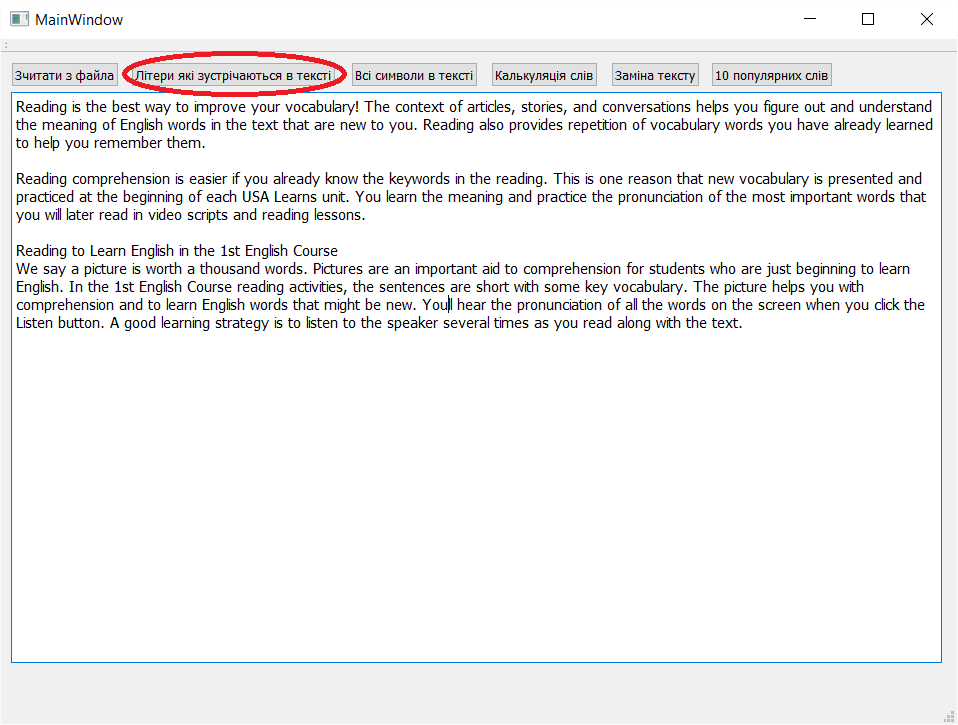 MainWindow
Зчитати з файла Літери які зустрічаються в тексті Всі символи в тексті Калькуляція слів Заміна тексту 10 популярних слів
Reading is the best way to improve your vocabulary! The context of articles, stories, and conversations helps you figure out and understand
the meaning of English words in the text that are new to you. Reading also provides repetition of vocabulary words you have already learned
to help you remember them.
Reading comprehension is easier if you already know the keywords in the reading. This is one reason that new vocabulary is presented and
practiced at the beginning of each USA Learns unit. You learn the meaning and practice the pronunciation of the most important words that
you will later read in video scripts and reading lessons.
Reading to Learn English in the 1st English Course
We say a picture is worth a thousand words. Pictures are an important aid to comprehension for students who are just beginning to learn
English. In the 1st English Course reading activities, the sentences are short with some key vocabulary. The picture helps you with
comprehension and to learn English words that might be new. Youll hear the pronunciation of all the words on the screen when you click the
Listen button. A good learning strategy is to listen to the speaker several times as you read along with the text.